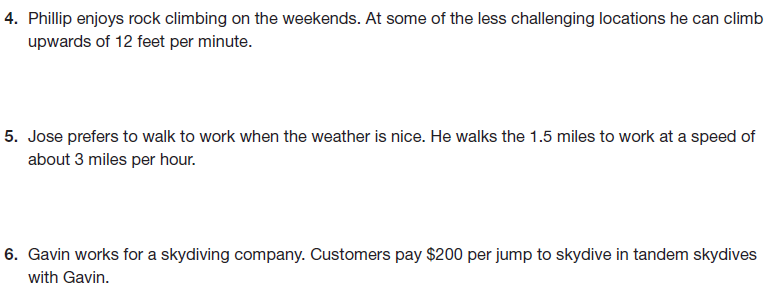 4. Phillip enjoys rock climbing on the weekends. At some of the less challenging locations he can climb
upwards of 12 feet per minute.
5. Jose prefers to walk to work when the weather is nice. He walks the 1.5 miles to work at a speed of
about 3 miles per hour.
6. Gavin works for a skydiving company. Customers pay $200 per jump to skydive in tandem skydives
with Gavin.